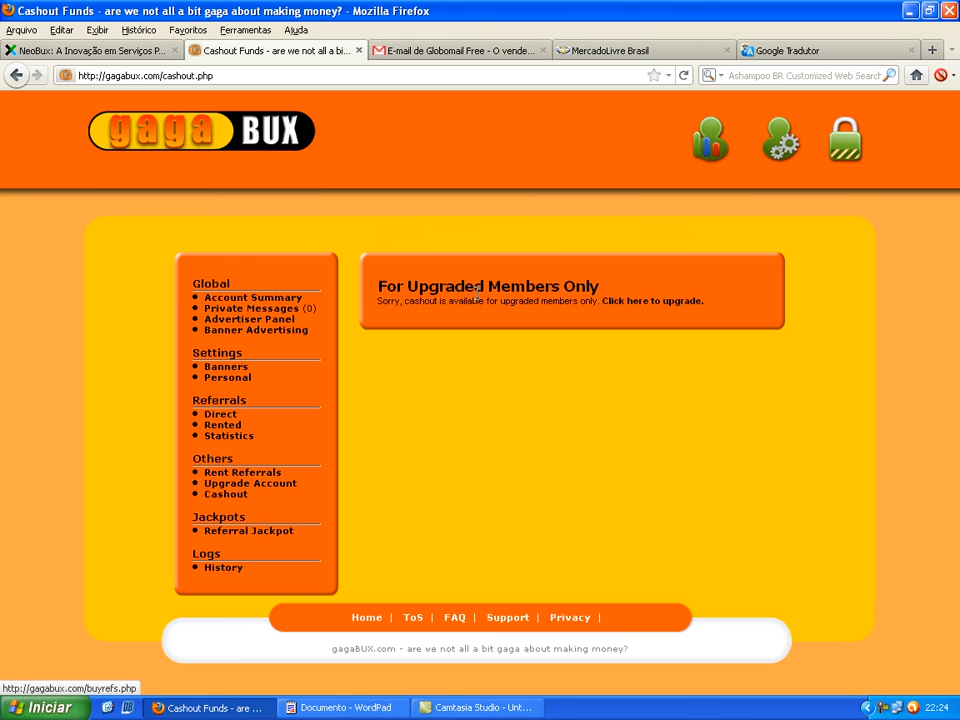 Cashout Funds - are we not all a bit gaga about making money? - Mozilla Firefox
Arquivo Editar Exibir Histórico Favoritos Ferramentas Ajuda
NeoBux: A Inovação em Serviços P... Cashout Funds - are we not all a bi... E-mail de Globomail Free - O vende... MercadoLivre Brasil Google Tradutor
http://gagabux.com/cashout.php Ashampoo BR Customized Web Search
gaga BUX
Global
Account Summary
Private Messages (0)
Advertiser Panel
Banner Advertising
Settings
Banners
Personal
Referrals
Direct
Rented
Statistics
Others
Rent Referrals
Upgrade Account
Cashout
Jackpots
Referral Jackpot
Logs
History
For Upgraded Members Only
Sorry, cashout is available for upgraded members only. Click here to upgrade.
Home | ToS | FAQ | Support | Privacy |
gagaBUX.com - are we not all a bit gaga about making money?
http://gagabux.com/buyrefs.php
Iniciar Cashout Funds - are ... Documento - WordPad Camtasia Studio - Unt... 22:24